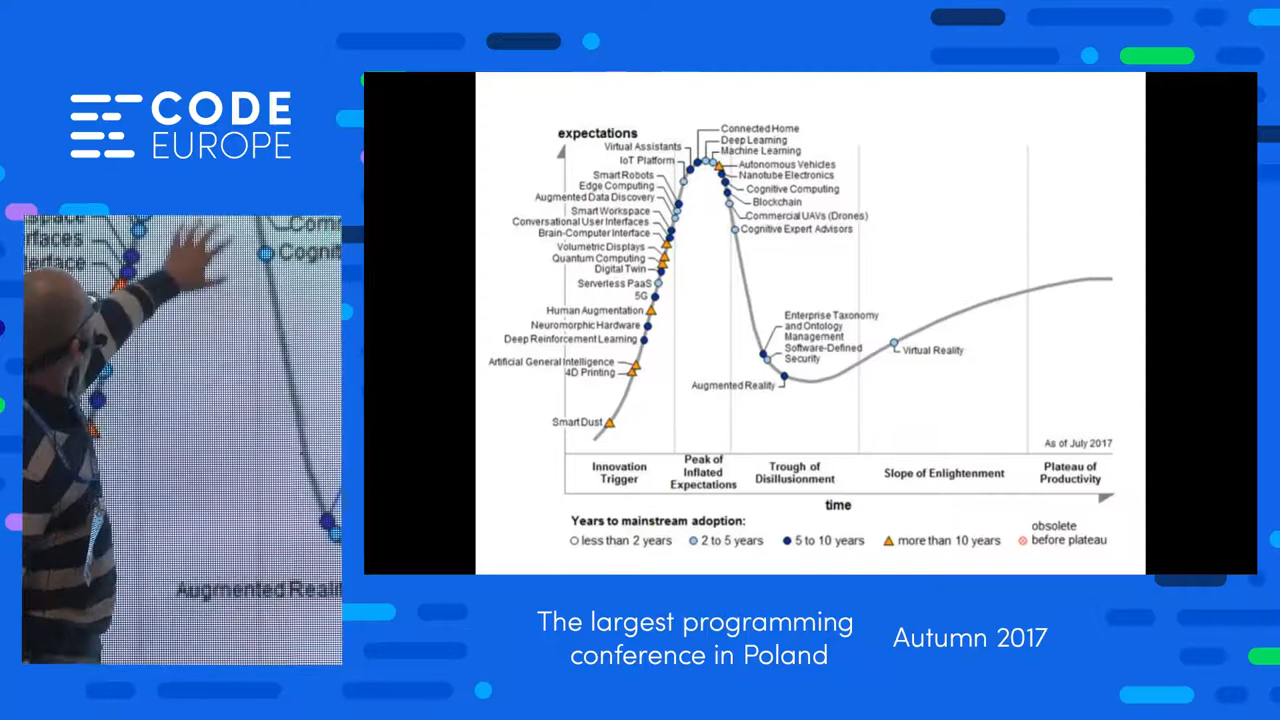 CODE
EUROPE
rfaces
erface
Cogni
Augmented Reali
expectations
Connected Home
Deep Learning
Machine Learning
Virtual Assistants
IoT Platform
Autonomous Vehicles
Nanotube Electronics
Smart Robots
Edge Computing
Cognitive Computing
Augmented Data Discovery
Blockchain
Smart Workspace
Commercial UAVs (Drones)
Conversational User Interfaces
Cognitive Expert Advisors
Brain-Computer Interface
Volumetric Displays
Quantum Computing
Digital Twin
Serverless PaaS
5G
Human Augmentation
Neuromorphic Hardware
Deep Reinforcement Learning
Artificial General Intelligence
4D Printing
Smart Dust
Enterprise Taxonomy
and Ontology
Management
Software-Defined
Security
Augmented Reality
Virtual Reality
As of July 2017
Innovation
Trigger
Peak of
Inflated
Expectations
Trough of
Disillusionment
Slope of Enlightenment
Plateau of
Productivity
time
Years to mainstream adoption:
less than 2 years
2 to 5 years
5 to 10 years
more than 10 years
obsolete
before plateau
The largest programming
conference in Poland
Autumn 2017